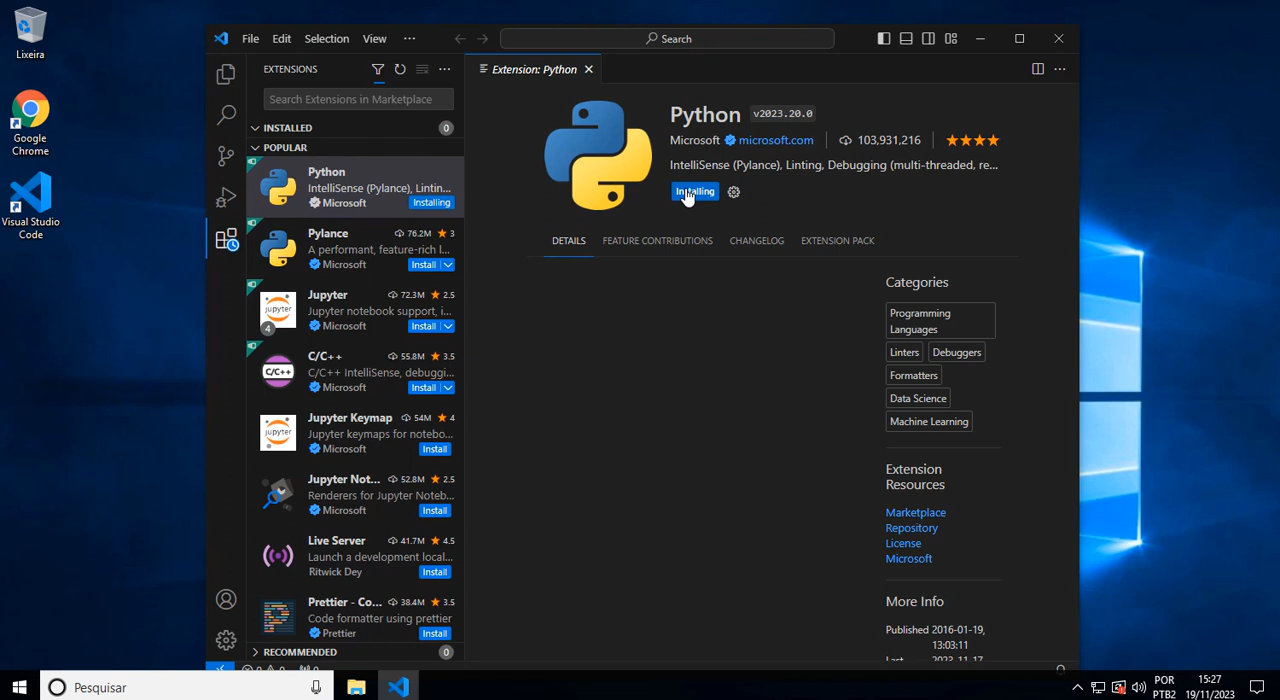 Lixeira
Google
Chrome
Visual Studio
Code
File Edit Selection View ···
Search
EXTENSIONS
Search Extensions in Marketplace
INSTALLED 0
POPULAR
Python
IntelliSense (Pylance), Lintin...
Microsoft Installing
Pylance 76.2M 3
A performant, feature-rich l...
Microsoft Install
Jupyter 72.3M 2.5
Jupyter notebook support, i...
4 Microsoft Install
C/C++ 55.8M 3.5
C/C++
C/C++ IntelliSense, debuggi...
Microsoft Install
Jupyter Keymap 54M 4
Jupyter keymaps for notebo...
Microsoft Install
Jupyter Not... 52.8M 2.5
Renderers for Jupyter Noteb...
Microsoft Install
Live Server 41.7M 4.5
Launch a development local...
Ritwick Dey Install
Prettier - Co... 38.4M 3.5
Code formatter using prettier
Prettier Install
RECOMMENDED 0
Extension: Python
Python v2023.20.0
Microsoft microsoft.com 103,931,216
IntelliSense (Pylance), Linting, Debugging (multi-threaded, re...
Installing
DETAILS FEATURE CONTRIBUTIONS CHANGELOG EXTENSION PACK
Categories
Programming
Languages
Linters Debuggers
Formatters
Data Science
Machine Learning
Extension
Resources
Marketplace
Repository
License
Microsoft
More Info
Published 2016-01-19,
13:03:11
Last 2023-11-17
Pesquisar
POR
PTB2
15:27
19/11/2023